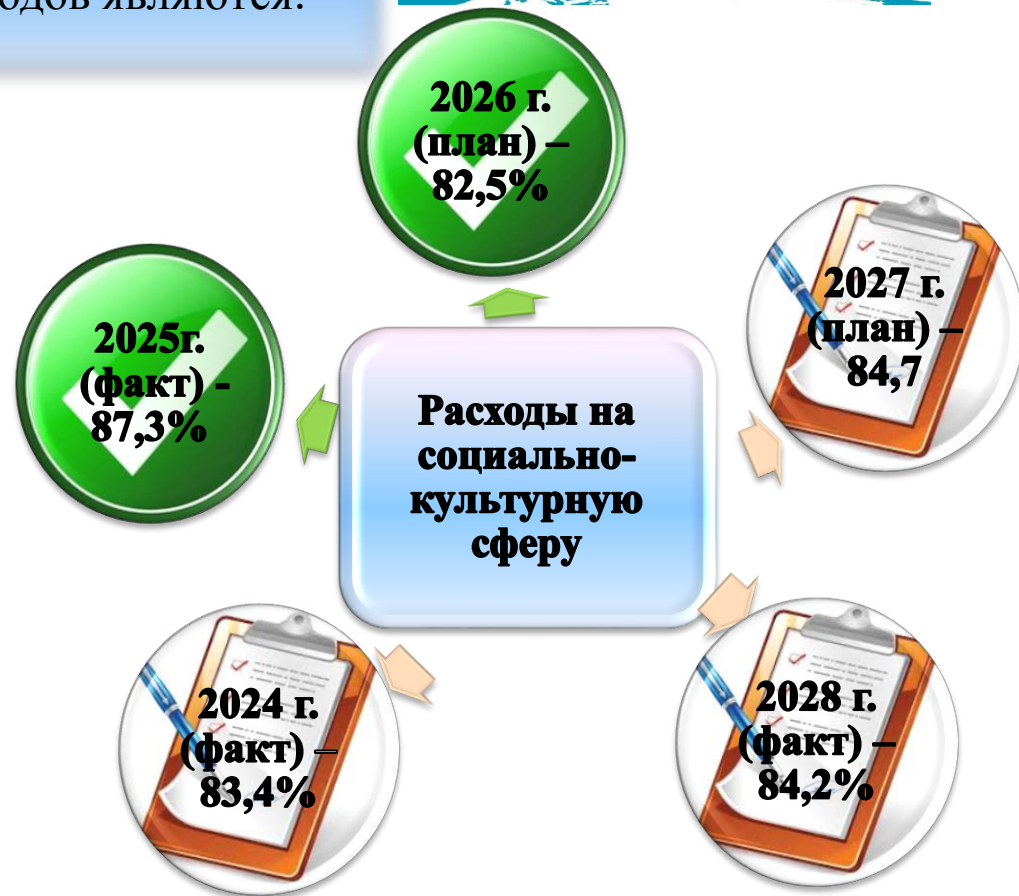 одов являются:
2026 г.
(план) –
82,5%
2025г.
(факт) -
87,3%
2027 г.
(план) –
84,7
Расходы на
социально-
культурную
сферу
2024 г.
(факт) –
83,4%
2028 г.
(факт) –
84,2%